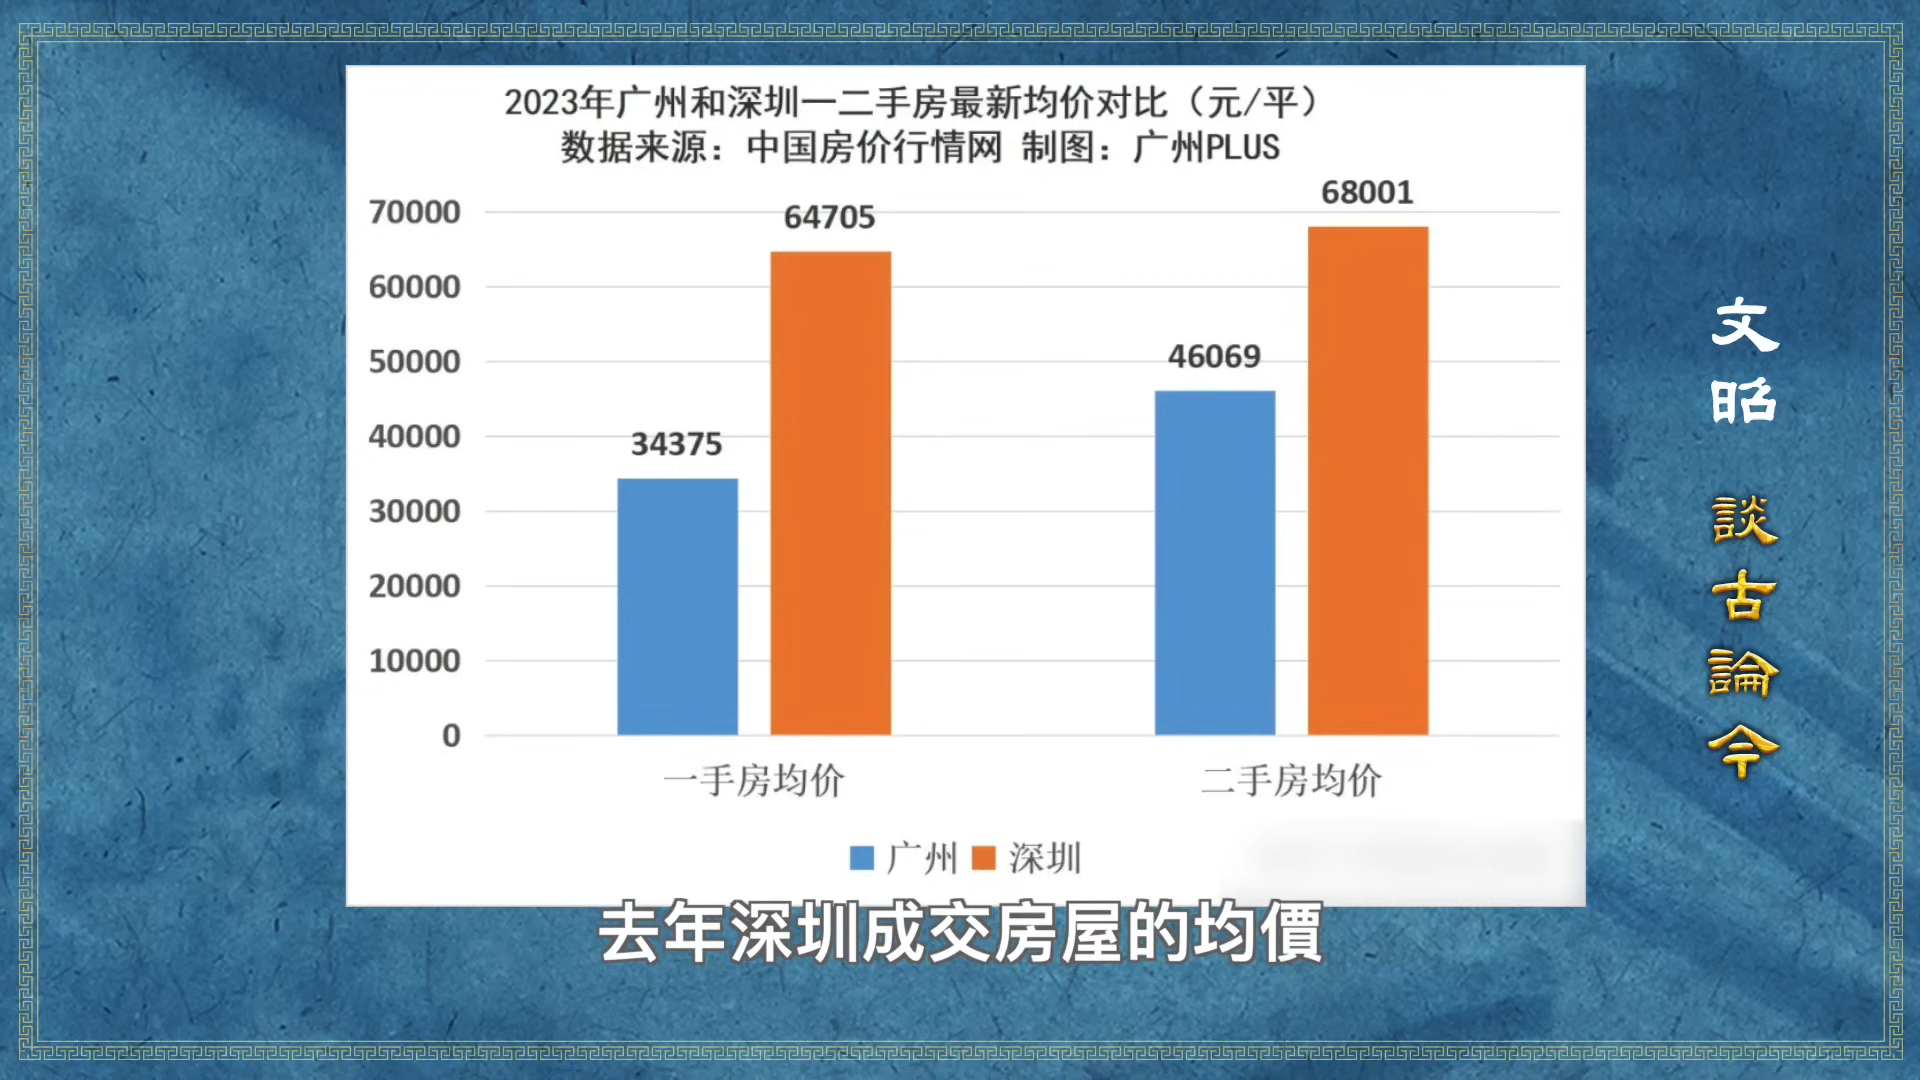 2023年广州和深圳一二手房最新均价对比（元/平）
数据来源：中国房价行情网 制图：广州PLUS
70000
60000
50000
40000
30000
20000
10000
0
34375
64705
46069
68001
一手房均价
二手房均价
广州 深圳
去年深圳成交房屋的均價
文昭
談古論今